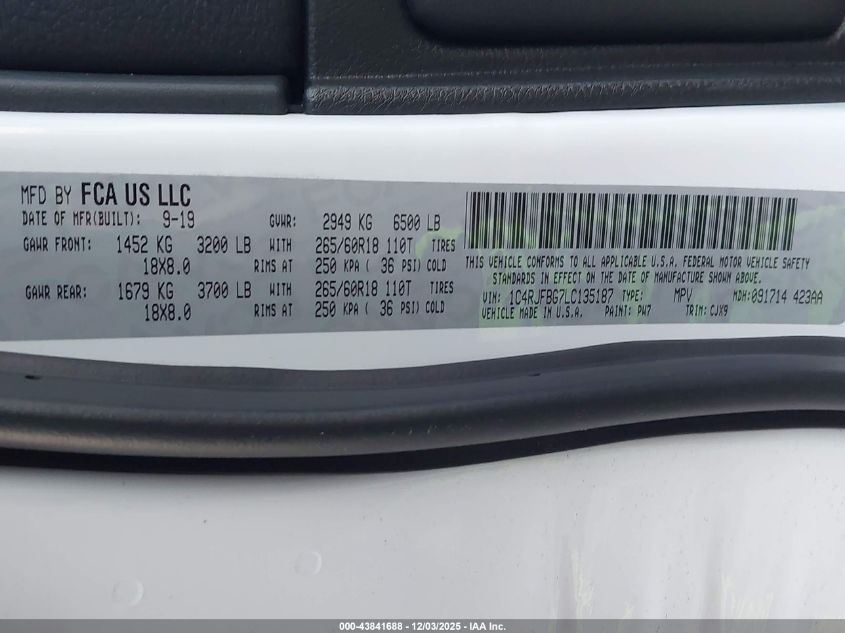 MFD BY FCA US LLC
DATE OF MFR(BUILT): 9-19 GVWR: 2949 KG 6500 LB
GAWR FRONT: 1452 KG 3200 LB WITH 265/60R18 110T TIRES
18X8.0 RIMS AT 250 KPA ( 36 PSI) COLD
GAWR REAR: 1679 KG 3700 LB WITH 265/60R18 110T TIRES
18X8.0 RIMS AT 250 KPA ( 36 PSI) COLD
THIS VEHICLE CONFORMS TO ALL APPLICABLE U.S.A. FEDERAL MOTOR VEHICLE SAFETY
STANDARDS IN EFFECT ON THE DATE OF MANUFACTURE SHOWN ABOVE.
VIN: 1C4RJFBG7LC135187 TYPE: MPV MDH:091714 423AA
VEHICLE MADE IN U.S.A. PAINT: PW7 TRIM: CJX9
000-43841688 - 12/03/2025 - IAA Inc.